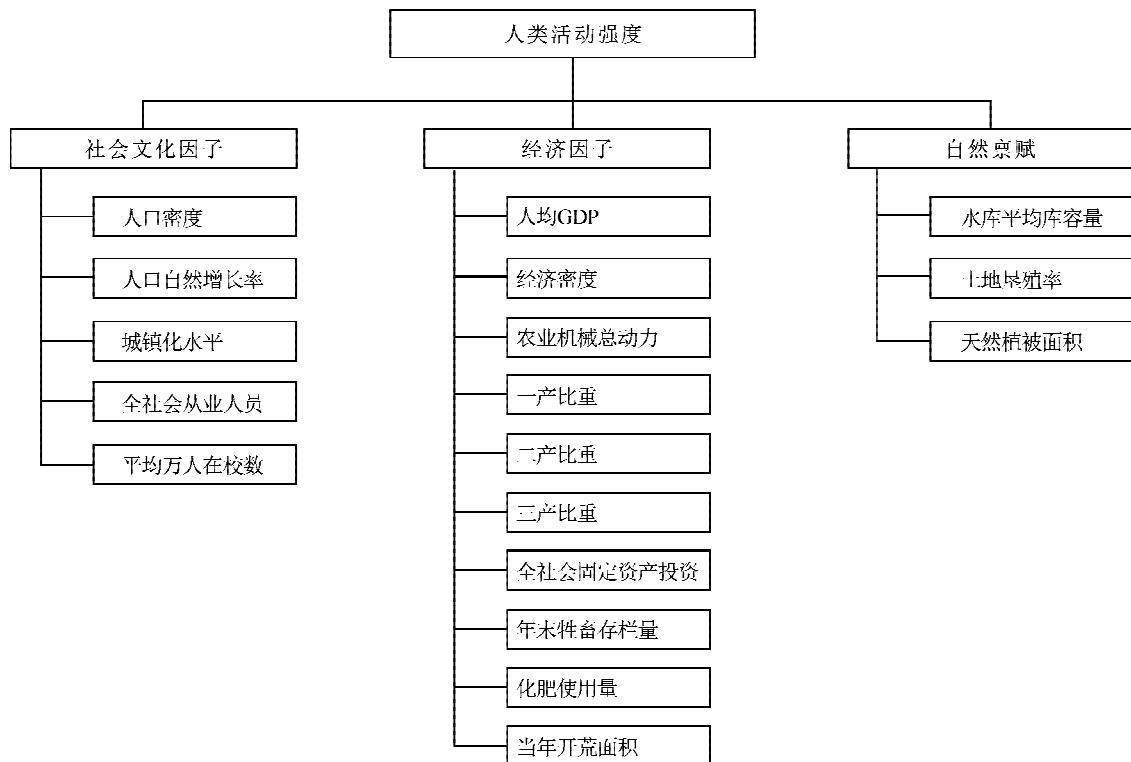 人类活动强度
社会文化因子
经济因子
自然禀赋
人口密度
人口自然增长率
城镇化水平
全社会从业人员
平均万人在校数
人均GDP
经济密度
农业机械总动力
一产比重
二产比重
三产比重
全社会固定资产投资
年末牲畜存栏量
化肥使用量
当年开荒面积
水库平均库容量
土地垦殖率
天然植被面积